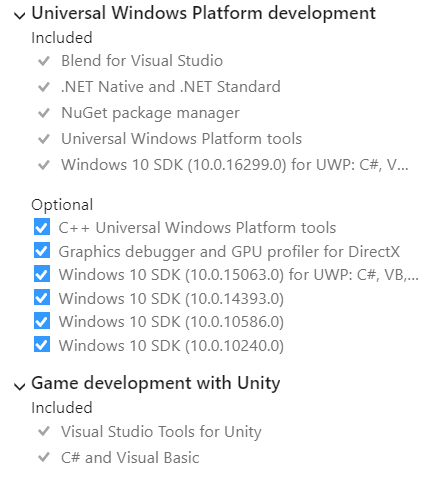 Universal Windows Platform development
Included
Blend for Visual Studio
.NET Native and .NET Standard
NuGet package manager
Universal Windows Platform tools
Windows 10 SDK (10.0.16299.0) for UWP: C#, V...
Optional
C++ Universal Windows Platform tools
Graphics debugger and GPU profiler for DirectX
Windows 10 SDK (10.0.15063.0) for UWP: C#, VB,...
Windows 10 SDK (10.0.14393.0)
Windows 10 SDK (10.0.10586.0)
Windows 10 SDK (10.0.10240.0)
Game development with Unity
Included
Visual Studio Tools for Unity
C# and Visual Basic